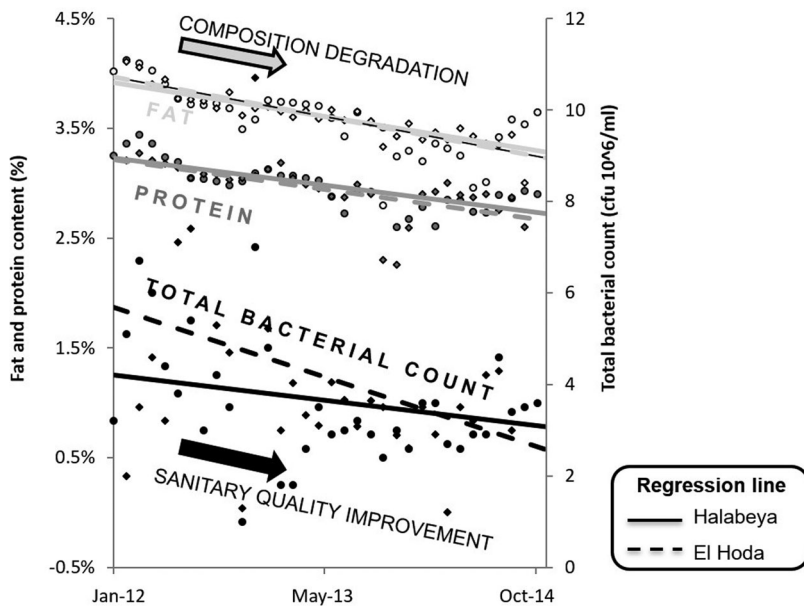 4.5%
3.5%
2.5%
1.5%
0.5%
-0.5%
Fat and protein content (%)
12
10
8
6
4
2
0
Total bacterial count (cfu 10^6/ml)
COMPOSITION DEGRADATION
FAT
PROTEIN
TOTAL BACTERIAL COUNT
SANITARY QUALITY IMPROVEMENT
Jan-12
May-13
Oct-14
Regression line
Halabeya
El Hoda